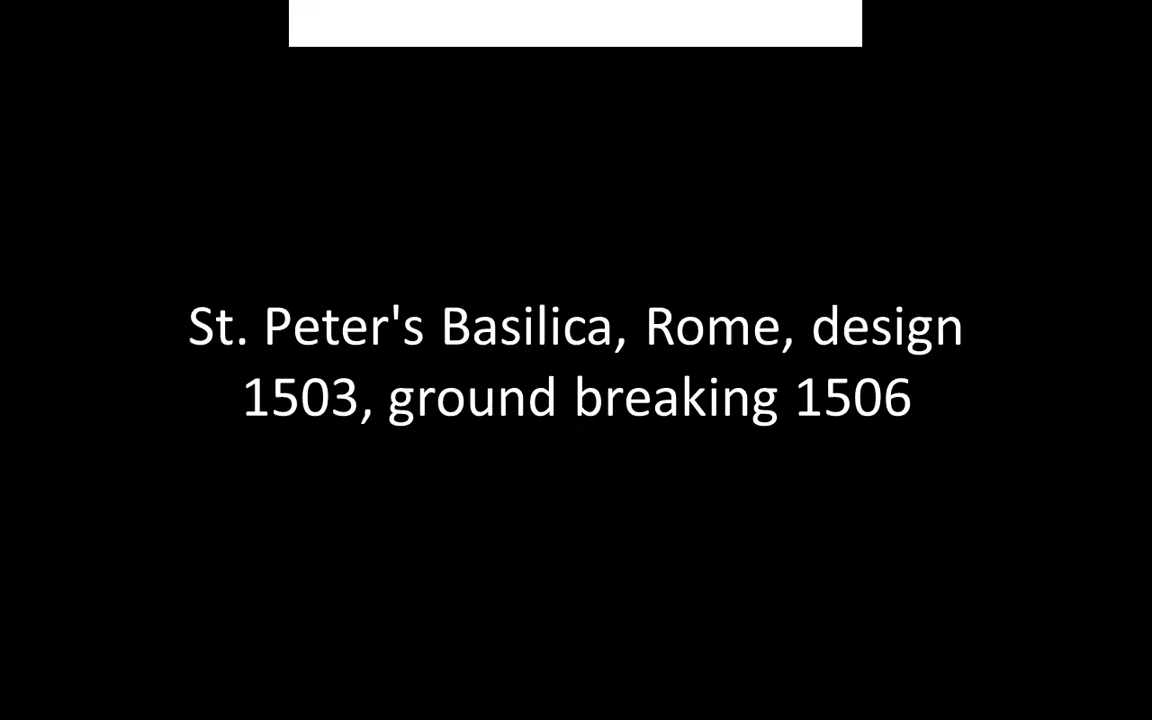 St. Peter's Basilica, Rome, design
1503, ground breaking 1506